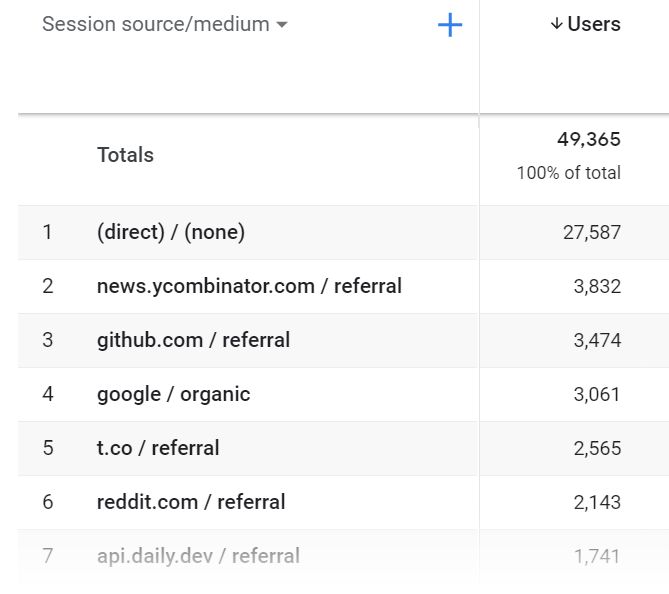 Session source/medium
↓ Users
Totals
49,365
100% of total
1 (direct) / (none) 27,587
2 news.ycombinator.com / referral 3,832
3 github.com / referral 3,474
4 google / organic 3,061
5 t.co / referral 2,565
6 reddit.com / referral 2,143
7 api.daily.dev / referral 1,741